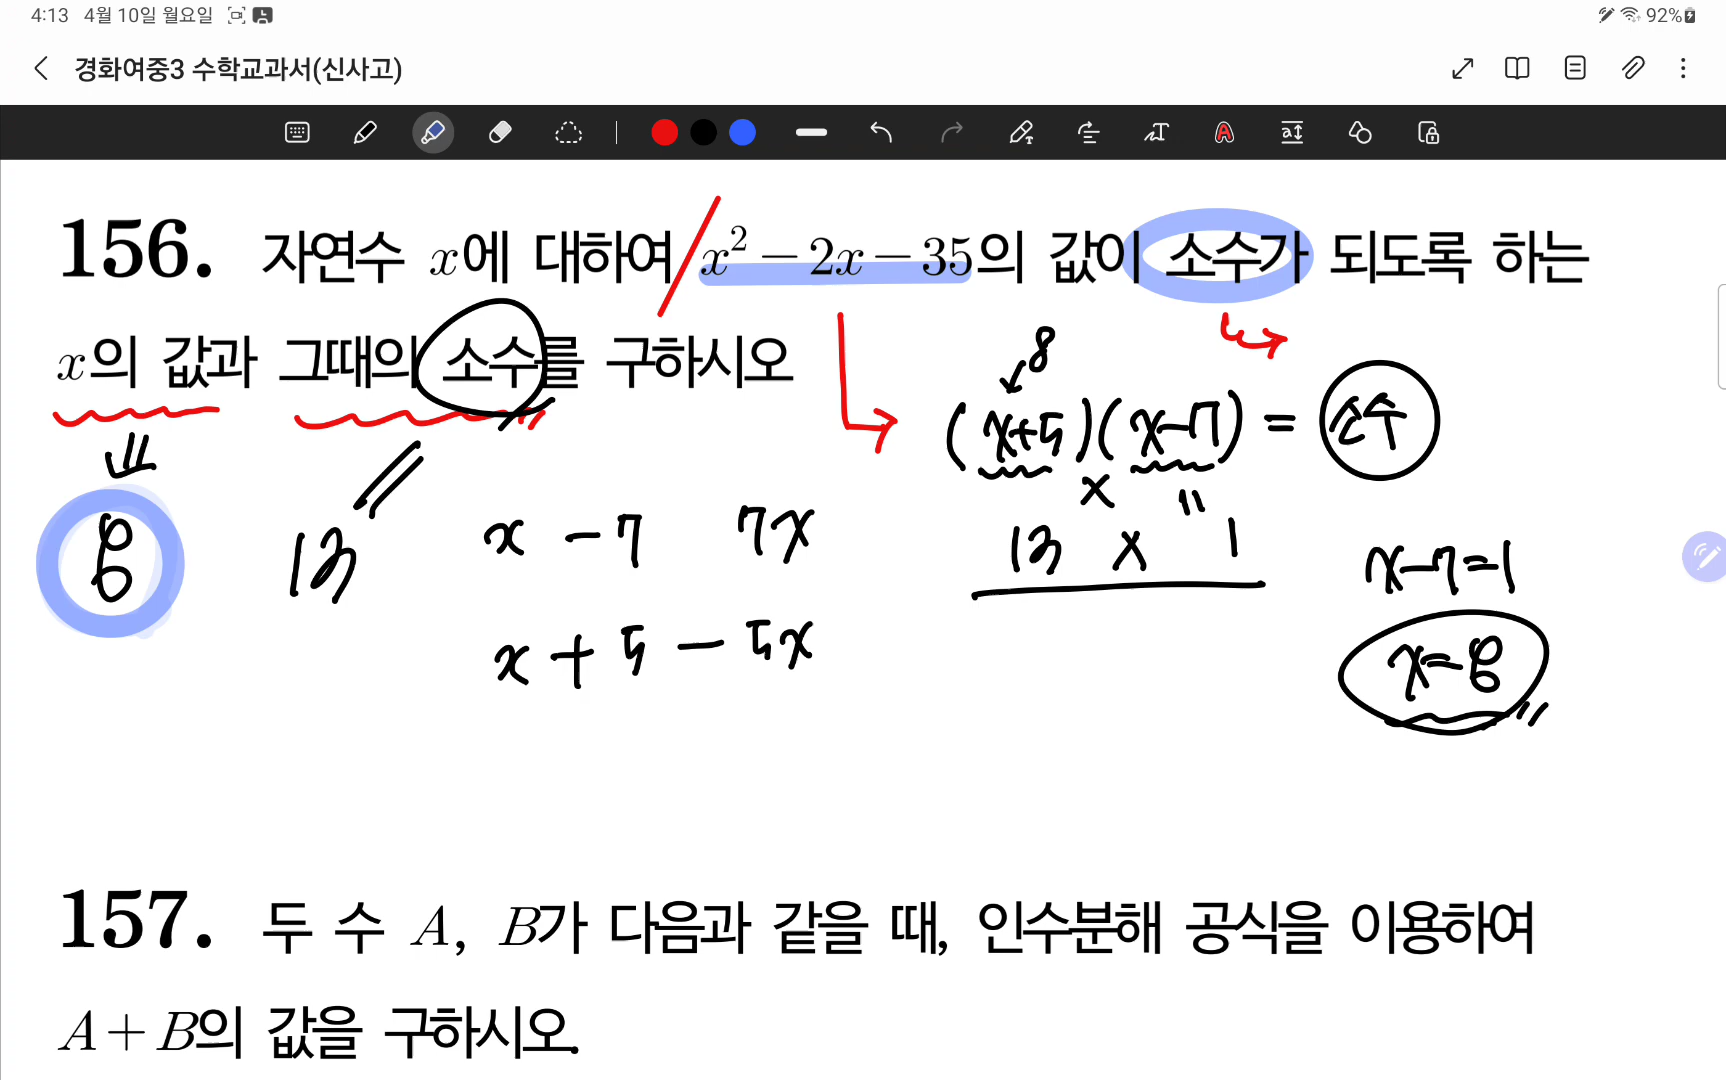 4:13 4월 10일 월요일 92%
경화여중3 수학교과서(신사고)
156. 자연수 x에 대하여 x² − 2x − 35의 값이 소수가 되도록 하는
x의 값과 그때의 소수를 구하시오
8
(x+5)(x−7) = 소수
x "
8 13 x − 7 7x 13 x 1 x−7=1
x + 5 − 5x x=8
157. 두 수 A, B가 다음과 같을 때, 인수분해 공식을 이용하여
A+B의 값을 구하시오.